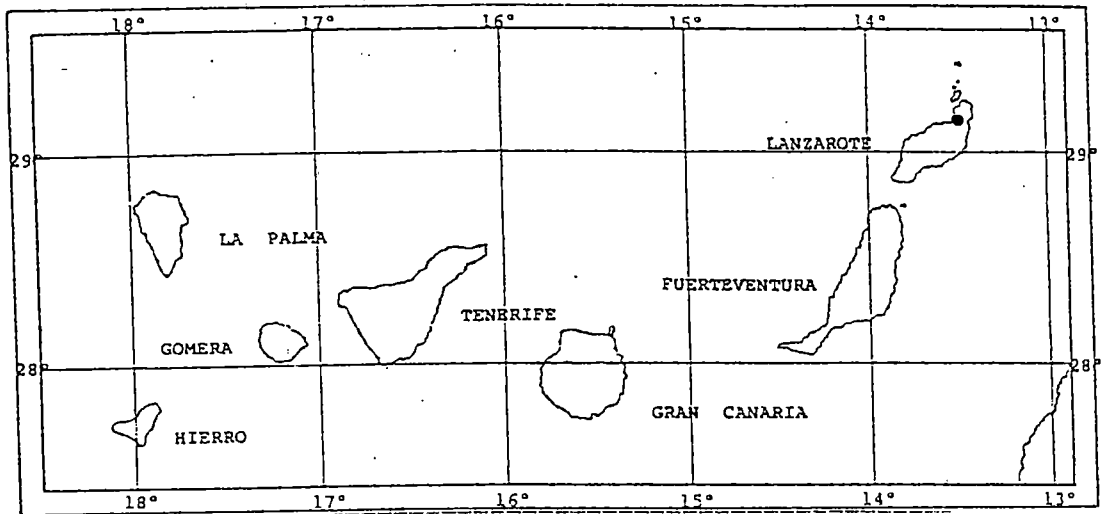 18° 17° 16° 15° 14° 13°
LANZAROTE
29° 29°
LA PALMA
FUERTEVENTURA
TENERIFE
GOMERA
28° 28°
GRAN CANARIA
HIERRO
18° 17° 16° 15° 14° 13°